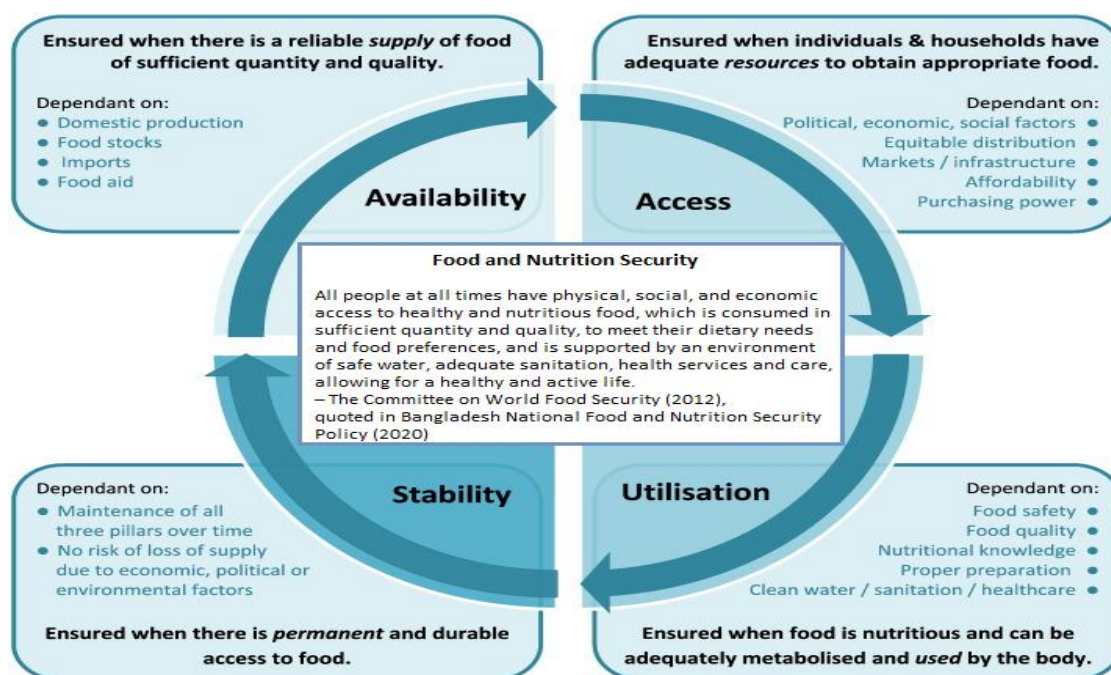 Ensured when there is a reliable supply of food
of sufficient quantity and quality.
Dependant on:
● Domestic production
● Food stocks
● Imports
● Food aid
Availability
Ensured when individuals & households have
adequate resources to obtain appropriate food.
Dependant on:
Political, economic, social factors ●
Equitable distribution ●
Markets / infrastructure ●
Affordability ●
Purchasing power ●
Access
Food and Nutrition Security
All people at all times have physical, social, and economic
access to healthy and nutritious food, which is consumed in
sufficient quantity and quality, to meet their dietary needs
and food preferences, and is supported by an environment
of safe water, adequate sanitation, health services and care,
allowing for a healthy and active life.
– The Committee on World Food Security (2012),
quoted in Bangladesh National Food and Nutrition Security
Policy (2020)
Stability
Dependant on:
● Maintenance of all
three pillars over time
● No risk of loss of supply
due to economic, political or
environmental factors
Ensured when there is permanent and durable
access to food.
Utilisation
Dependant on:
Food safety ●
Food quality ●
Nutritional knowledge ●
Proper preparation ●
Clean water / sanitation / healthcare ●
Ensured when food is nutritious and can be
adequately metabolised and used by the body.